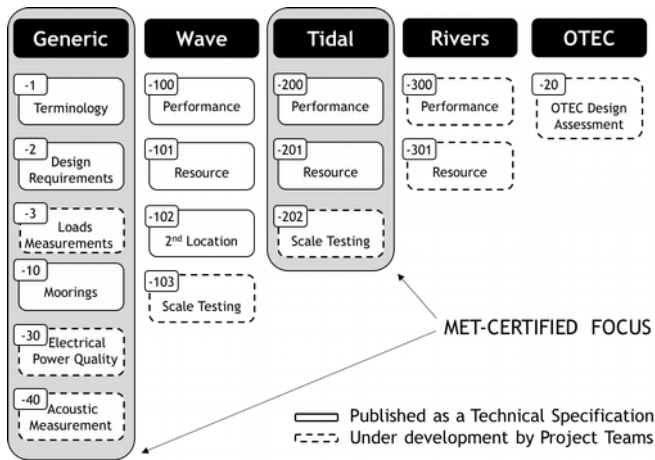 Generic
Wave
Tidal
Rivers
OTEC
-1
Terminology
-100
Performance
-200
Performance
-300
Performance
-20
OTEC Design
Assessment
-2
Design
Requirements
-101
Resource
-201
Resource
-301
Resource
-3
Loads
Measurements
-102
2nd Location
-202
Scale Testing
-10
Moorings
-103
Scale Testing
-30
Electrical
Power Quality
-40
Acoustic
Measurement
MET-CERTIFIED FOCUS
Published as a Technical Specification
Under development by Project Teams